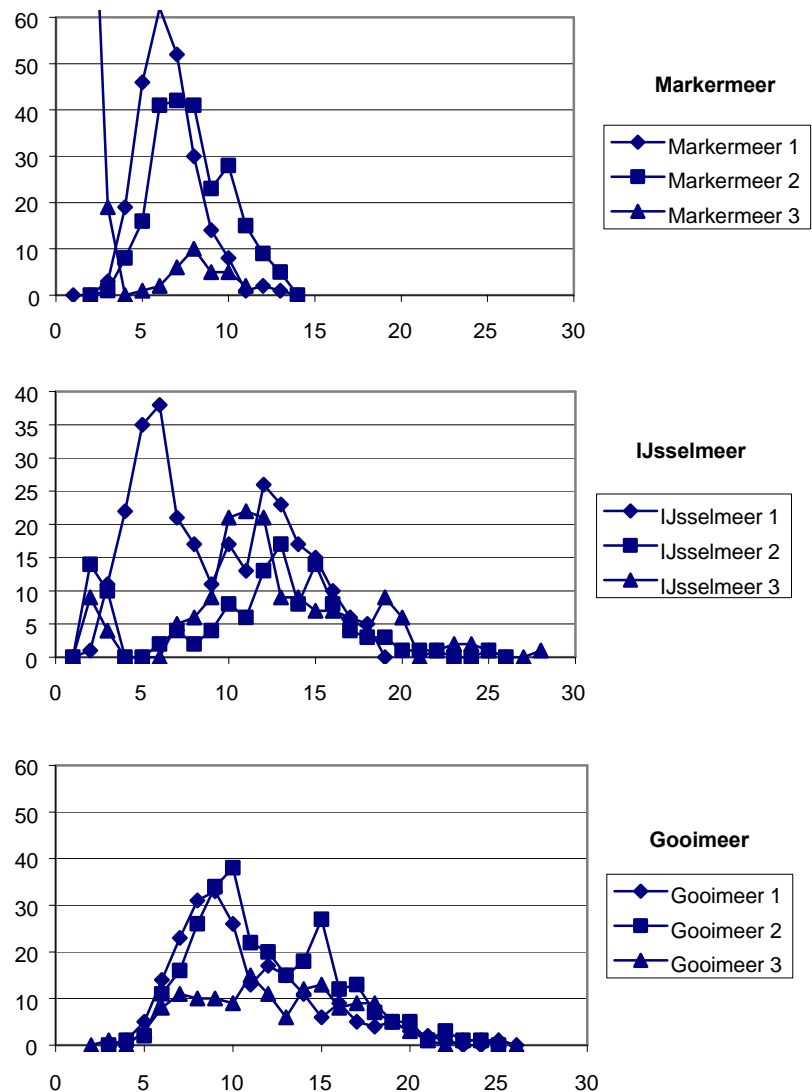 60
50
40
30
20
10
0
0 5 10 15 20 25 30
Markermeer
Markermeer 1
Markermeer 2
Markermeer 3
40
35
30
25
20
15
10
5
0
0 5 10 15 20 25 30
IJsselmeer
IJsselmeer 1
IJsselmeer 2
IJsselmeer 3
60
50
40
30
20
10
0
0 5 10 15 20 25 30
Gooimeer
Gooimeer 1
Gooimeer 2
Gooimeer 3